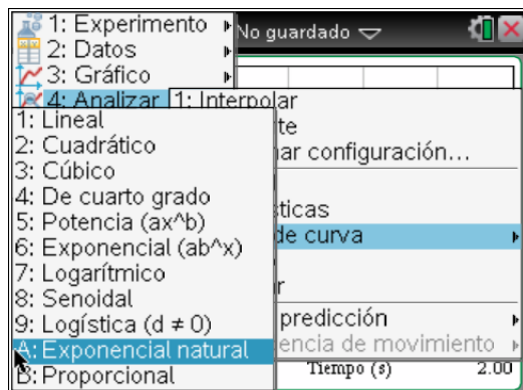 1: Experimento
No guardado
2: Datos
3: Gráfico
4: Analizar
1: Interpolar
1: Lineal
2: Cuadrático
3: Cúbico
4: De cuarto grado
5: Potencia (ax^b)
6: Exponencial (ab^x)
7: Logarítmico
8: Senoidal
9: Logística (d ≠ 0)
A: Exponencial natural
B: Proporcional
te
ar configuración...
sticas
de curva
r
predicción
encia de movimiento
Tiempo (s)
2.00